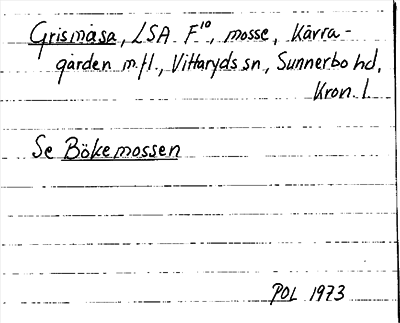 Grismåsa, LSA F¹⁰, mosse, Kärra-
gården m.fl., Vittaryds sn, Sunnerbo hd,
Kron. l.
Se Bökemossen
POL 1973